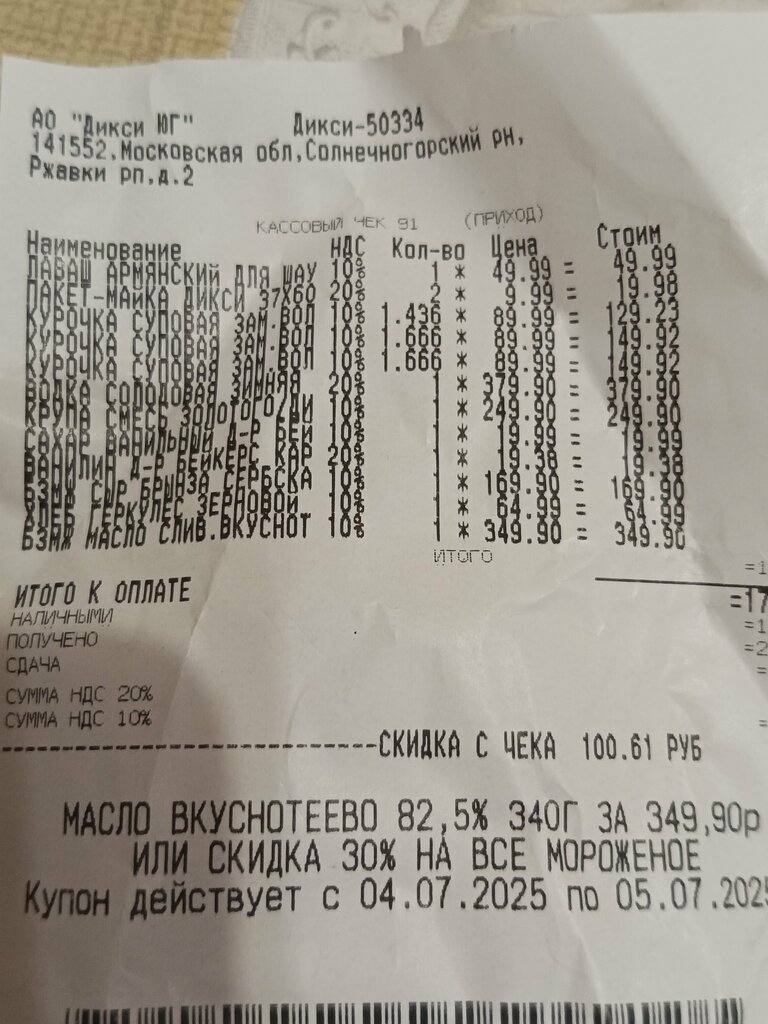 АО "Дикси ЮГ" Дикси-50334
141552,Московская обл,Солнечногорский рн,
Ржавки рп,д.2
КАССОВЫЙ ЧЕК 91 (ПРИХОД)
Наименование НДС Кол-во Цена Стоим
ЛАВАШ АРМЯНСКИЙ ДЛЯ ШАУ 10% 1 * 49.99 = 49.99
ПАКЕТ-МАЙКА ДИКСИ 37Х60 20% 2 * 9.99 = 19.98
КУРОЧКА СУПОВАЯ ЗАМ.ВОЛ 10% 1.436 * 89.99 = 129.23
КУРОЧКА СУПОВАЯ ЗАМ.ВОЛ 10% 1.666 * 89.99 = 149.92
КУРОЧКА СУПОВАЯ ЗАМ.ВОЛ 10% 1.666 * 89.99 = 149.92
ВОДКА СОЛОДОВАЯ ЗИМНЯЯ 20% 1 * 379.90 = 379.90
КРУПА СМЕСЬ ЗОЛОТОГО/ДИ 10% 1 * 249.90 = 249.90
САХАР ВАНИЛЬНЫЙ Д-Р БЕЙ 10% 1 * 19.99 = 19.99
ВАНИЛИН Д-Р БЕЙКЕРС КАР 20% 1 * 19.38 = 19.38
БЗМЖ СЫР БРЫНЗА СЕРБСКА 10% 1 * 169.90 = 169.90
ХЛЕБ ГЕРКУЛЕС ЗЕРНОВОЙ 10% 1 * 64.99 = 64.99
БЗМЖ МАСЛО СЛИВ.ВКУСНОТ 10% 1 * 349.90 = 349.90
ИТОГО =1
ИТОГО К ОПЛАТЕ =17
НАЛИЧНЫМИ =1
ПОЛУЧЕНО =2
СДАЧА =
СУММА НДС 20%
СУММА НДС 10% =
------------------------------СКИДКА С ЧЕКА 100.61 РУБ
МАСЛО ВКУСНОТЕЕВО 82,5% 340Г ЗА 349,90р
ИЛИ СКИДКА 30% НА ВСЕ МОРОЖЕНОЕ
Купон действует с 04.07.2025 по 05.07.2025